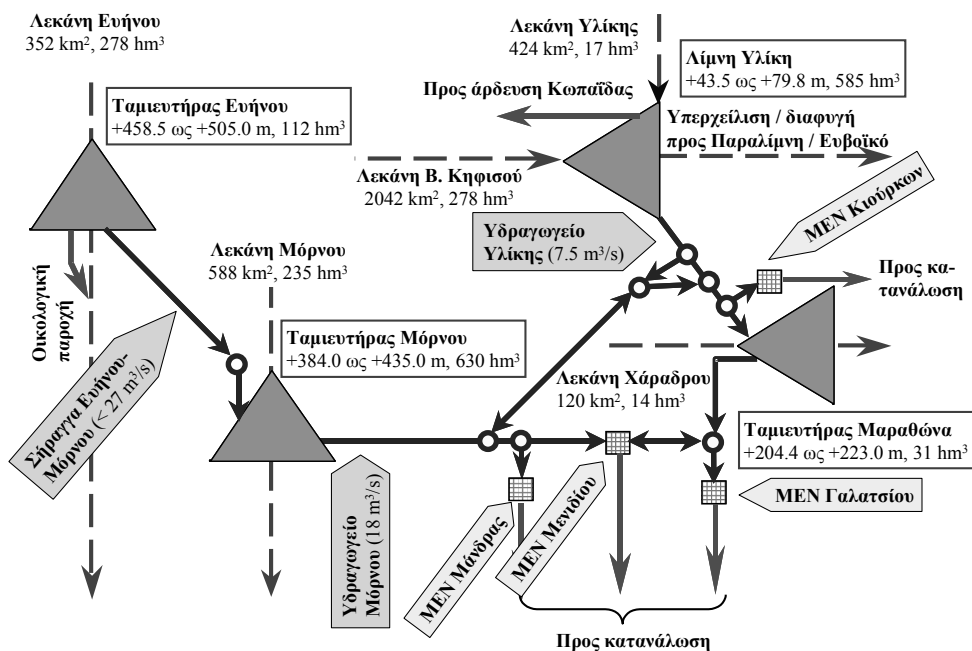 Λεκάνη Ευήνου
352 km², 278 hm³
Ταμιευτήρας Ευήνου
+458.5 ως +505.0 m, 112 hm³
Οικολογική
παροχή
Σήραγγα Ευήνου-
Μόρνου (< 27 m³/s)
Λεκάνη Μόρνου
588 km², 235 hm³
Ταμιευτήρας Μόρνου
+384.0 ως +435.0 m, 630 hm³
Υδραγωγείο
Μόρνου (18 m³/s)
Λεκάνη Υλίκης
424 km², 17 hm³
Λίμνη Υλίκη
+43.5 ως +79.8 m, 585 hm³
Προς άρδευση Κωπαΐδας
Υπερχείλιση / διαφυγή
προς Παραλίμνη / Ευβοϊκό
Λεκάνη Β. Κηφισού
2042 km², 278 hm³
Υδραγωγείο
Υλίκης (7.5 m³/s)
ΜΕΝ Κιούρκων
Προς κα-
τανάλωση
Λεκάνη Χάραδρου
120 km², 14 hm³
Ταμιευτήρας Μαραθώνα
+204.4 ως +223.0 m, 31 hm³
ΜΕΝ Γαλατσίου
ΜΕΝ Μάνδρας
ΜΕΝ Μενιδίου
Προς κατανάλωση